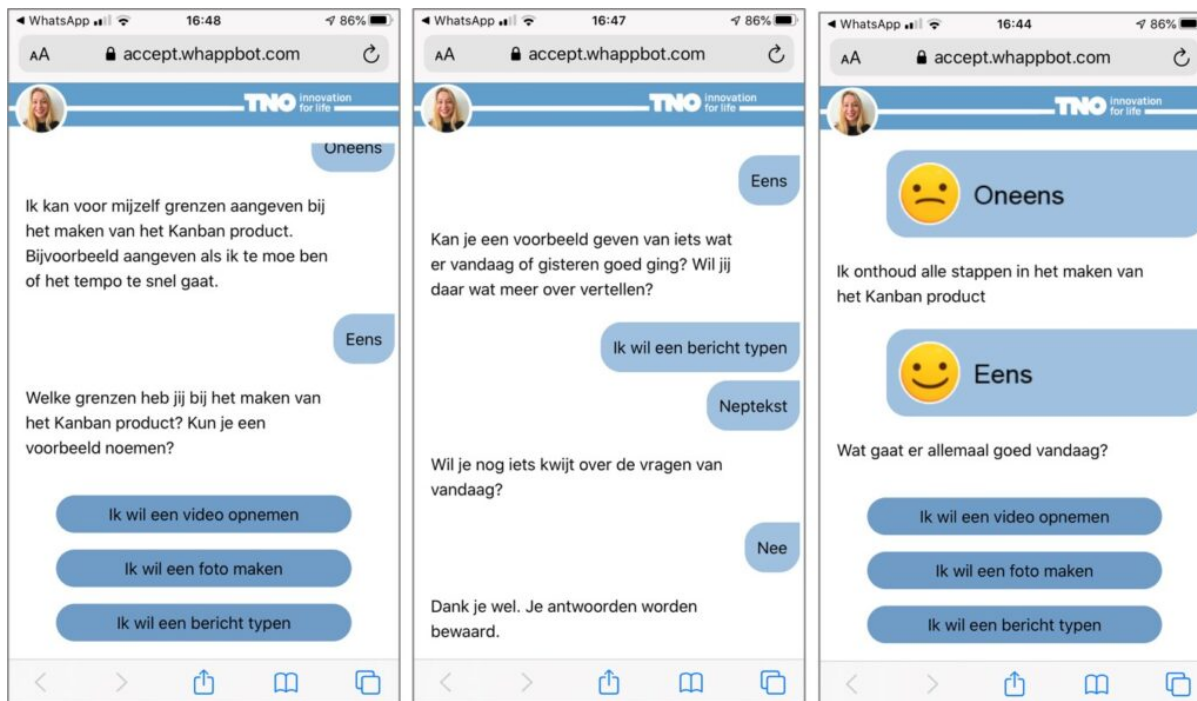 WhatsApp
16:48
86%
AA
accept.whappbot.com
TNO innovation
for life
Oneens
Ik kan voor mijzelf grenzen aangeven bij
het maken van het Kanban product.
Bijvoorbeeld aangeven als ik te moe ben
of het tempo te snel gaat.
Eens
Welke grenzen heb jij bij het maken van
het Kanban product? Kun je een
voorbeeld noemen?
Ik wil een video opnemen
Ik wil een foto maken
Ik wil een bericht typen
WhatsApp
16:47
86%
AA
accept.whappbot.com
TNO innovation
for life
Eens
Kan je een voorbeeld geven van iets wat
er vandaag of gisteren goed ging? Wil jij
daar wat meer over vertellen?
Ik wil een bericht typen
Neptekst
Wil je nog iets kwijt over de vragen van
vandaag?
Nee
Dank je wel. Je antwoorden worden
bewaard.
WhatsApp
16:44
86%
AA
accept.whappbot.com
TNO innovation
for life
Oneens
Ik onthoud alle stappen in het maken van
het Kanban product
Eens
Wat gaat er allemaal goed vandaag?
Ik wil een video opnemen
Ik wil een foto maken
Ik wil een bericht typen